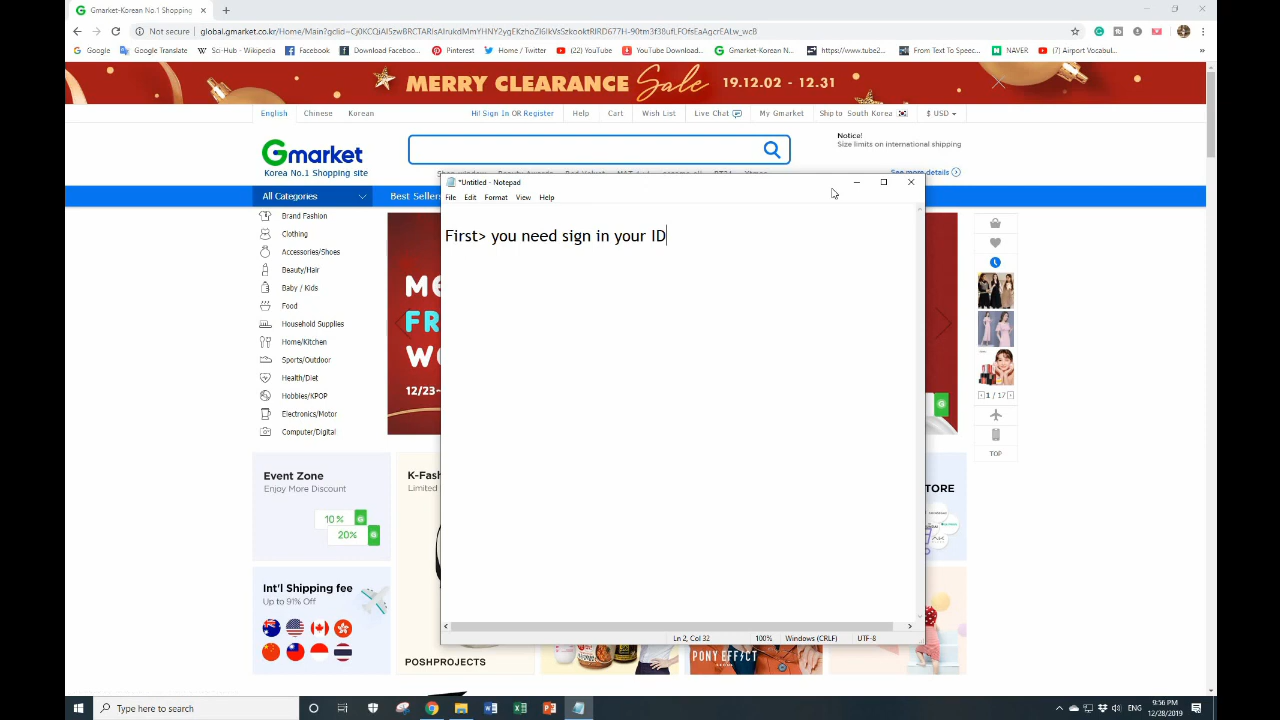 Gmarket-Korean No.1 Shopping
Not secure
global.gmarket.co.kr/Home/Main?gclid=
Google
Google Translate
Sci-Hub - Wikipedia
Facebook
Download Faceboo...
Pinterest
Home / Twitter
(22) YouTube
YouTube Download...
Gmarket-Korean N...
https://www.tube2...
From Text To Speec...
NAVER
(7) Airport Vocabul...
MERRY CLEARANCE Sale 19.12.02 - 12.31
English
Chinese
Korean
Hi! Sign In OR Register
Help
Cart
Wish List
Live Chat
My Gmarket
Ship to South Korea
$ USD
Gmarket
Korea No.1 Shopping site
Notice!
Size limits on international shipping
See more details
All Categories
Best Seller
*Untitled - Notepad
File Edit Format View Help
First> you need sign in your ID
Brand Fashion
Clothing
Accessories/Shoes
Beauty/Hair
Baby / Kids
Food
Household Supplies
Home/Kitchen
Sports/Outdoor
Health/Diet
Hobbies/KPOP
Electronics/Motor
Computer/Digital
ME
FR
WO
12/23~
1 / 17
TOP
Event Zone
Enjoy More Discount
10%
20%
K-Fas
Limited
TORE
Int'l Shipping fee
Up to 91% Off
POSHPROJECTS
PONY EFFECT
Ln 2, Col 32
100%
Windows (CRLF)
UTF-8
Type here to search
ENG
9:56 PM
12/28/2019